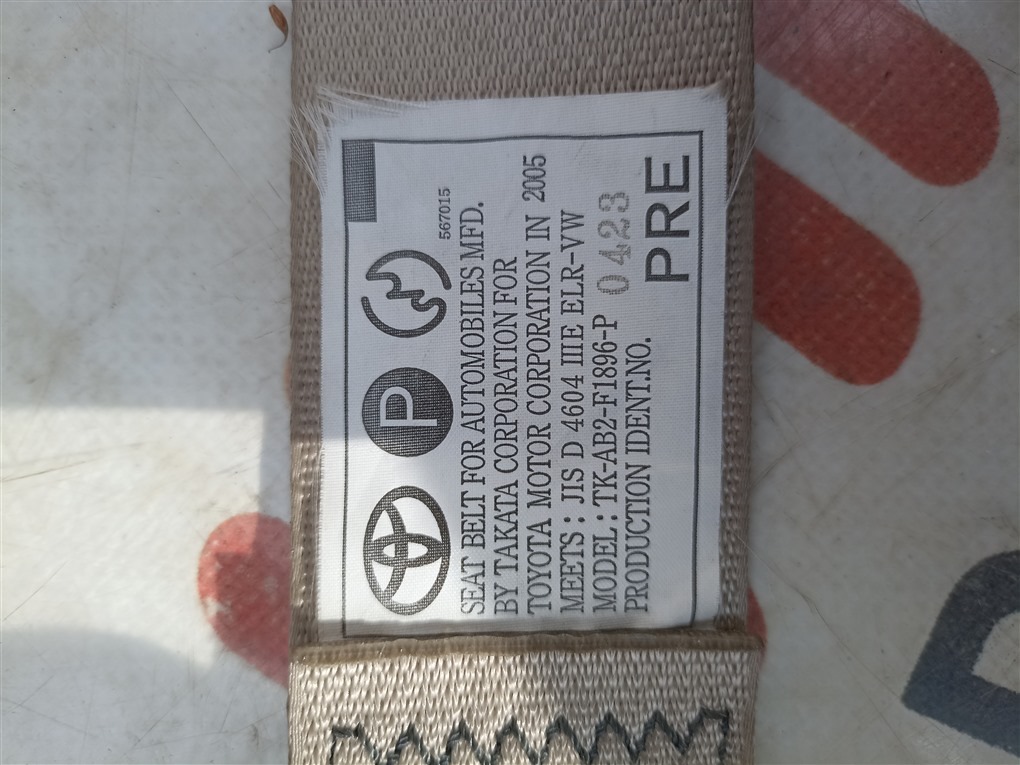 P
567015
SEAT BELT FOR AUTOMOBILES MFD.
BY TAKATA CORPORATION FOR
TOYOTA MOTOR CORPORATION IN 2005
MEETS : JIS D 4604 IIIE ELR-VW
MODEL : TK-AB2-F1896-P
PRODUCTION IDENT.NO. 0423
PRE